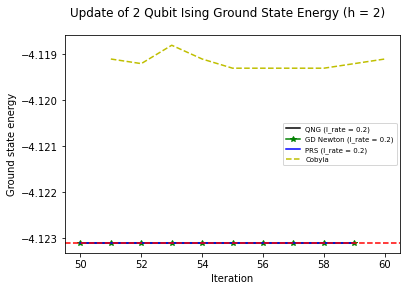 Update of 2 Qubit Ising Ground State Energy (h = 2)
−4.119
−4.120
−4.121
−4.122
−4.123
Ground state energy
QNG (l_rate = 0.2)
GD Newton (l_rate = 0.2)
PRS (l_rate = 0.2)
Cobyla
50 52 54 56 58 60
Iteration